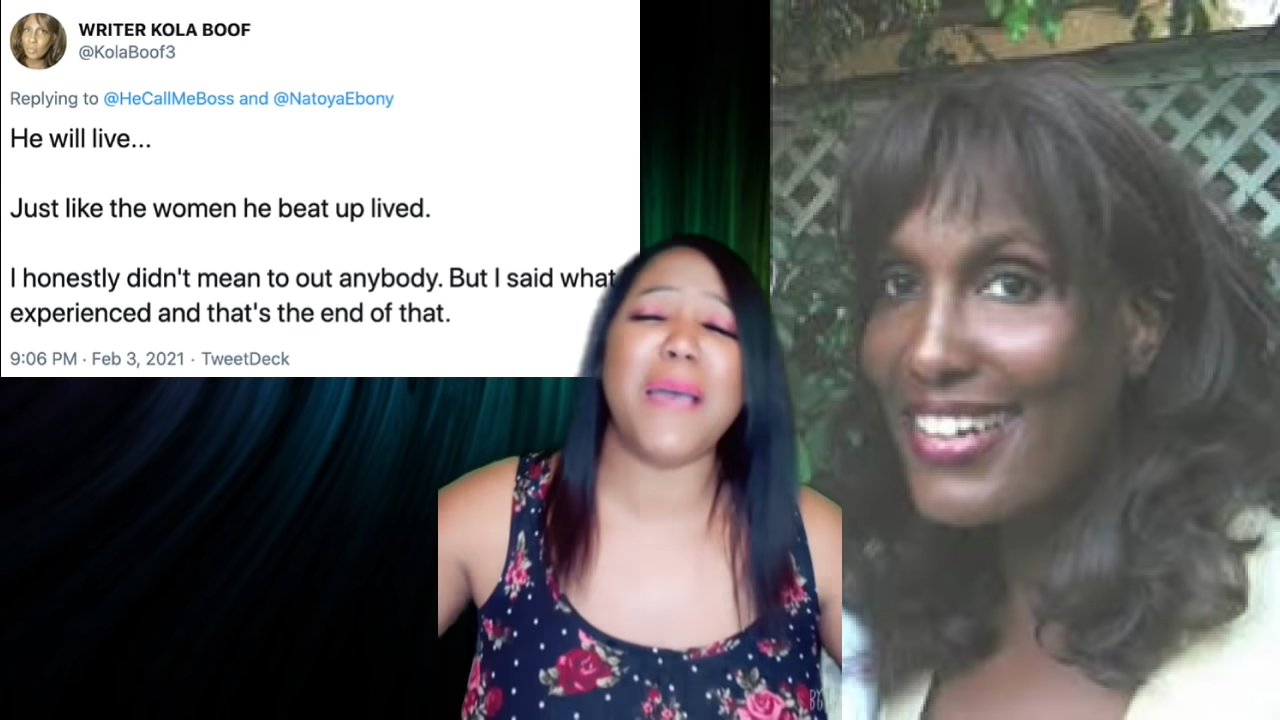 WRITER KOLA BOOF
@KolaBoof3
Replying to @HeCallMeBoss and @NatoyaEbony
He will live...
Just like the women he beat up lived.
I honestly didn't mean to out anybody. But I said what
experienced and that's the end of that.
9:06 PM · Feb 3, 2021 · TweetDeck